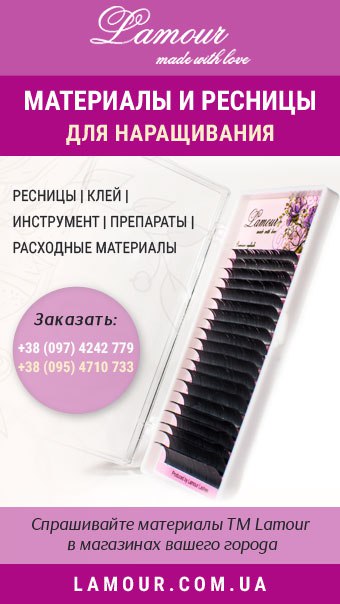 Lamour
made with love
МАТЕРИАЛЫ И РЕСНИЦЫ
ДЛЯ НАРАЩИВАНИЯ
РЕСНИЦЫ | КЛЕЙ |
ИНСТРУМЕНТ | ПРЕПАРАТЫ |
РАСХОДНЫЕ МАТЕРИАЛЫ
Lamour
made with love
Заказать:
+38 (097) 4242 779
+38 (095) 4710 733
Спрашивайте материалы ТМ Lamour
в магазинах вашего города
LAMOUR.COM.UA